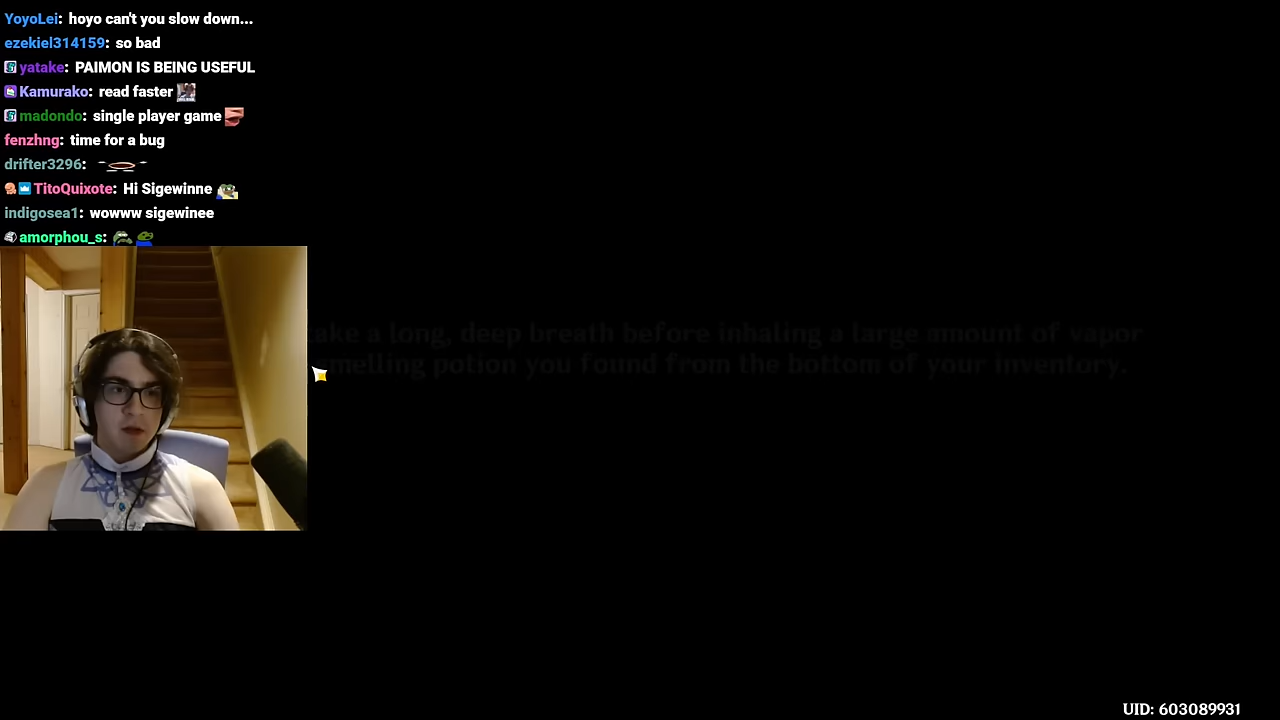 YoyoLei: hoyo can't you slow down...
ezekiel314159: so bad
yatake: PAIMON IS BEING USEFUL
Kamurako: read faster
madondo: single player game
fenzhng: time for a bug
drifter3296:
TitoQuixote: Hi Sigewinne
indigosea1: wowww sigewinee
amorphou_s:
take a long, deep breath before inhaling a large amount of vapor
smelling potion you found from the bottom of your inventory.
UID: 603089931